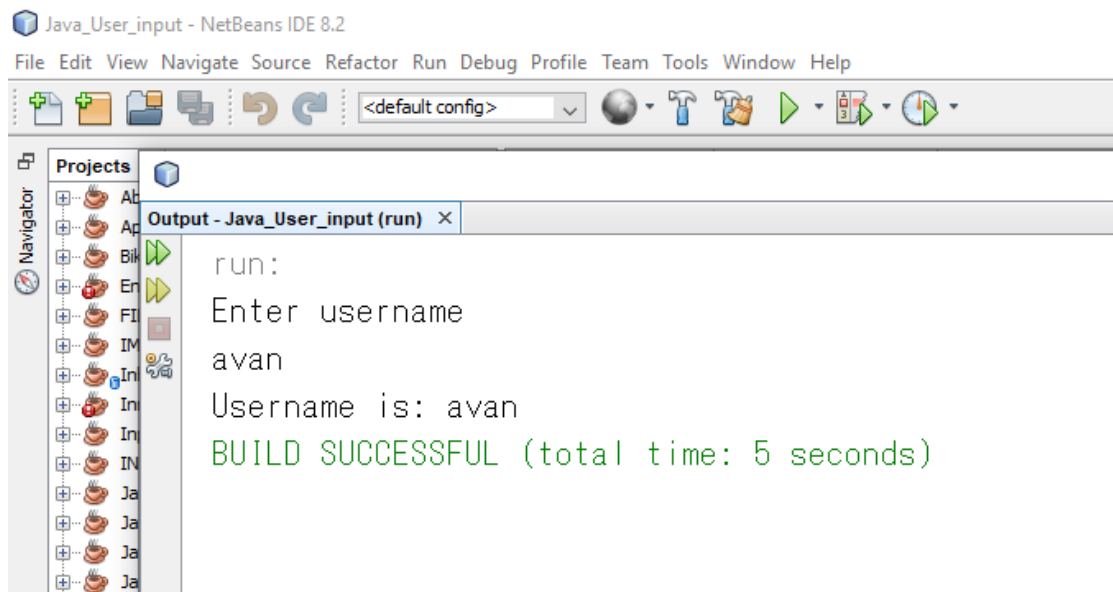 Java_User_input - NetBeans IDE 8.2
File Edit View Navigate Source Refactor Run Debug Profile Team Tools Window Help
<default config>
Projects
Navigator
Output - Java_User_input (run)
run:
Enter username
avan
Username is: avan
BUILD SUCCESSFUL (total time: 5 seconds)